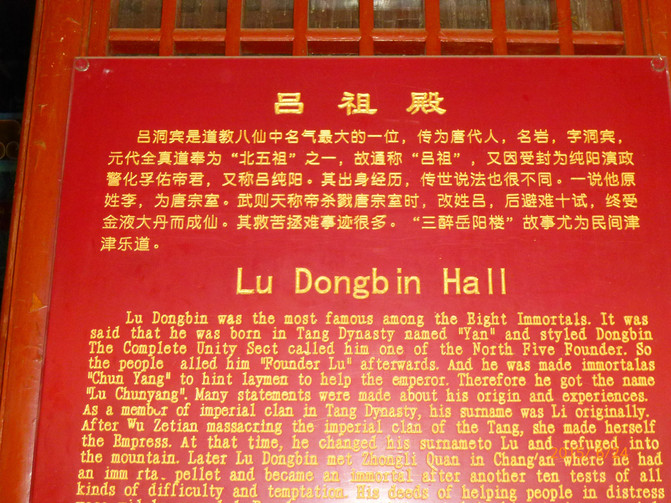 吕祖殿
吕洞宾是道教八仙中名气最大的一位，传为唐代人，名岩，字洞宾，
元代全真道奉为“北五祖”之一，故通称“吕祖”，又因受封为纯阳演政
警化孚佑帝君，又称吕纯阳。其出身经历，传世说法也很不同。一说他原
姓李，为唐宗室。武则天称帝杀戮唐宗室时，改姓吕，后避难十试，终受
金液大丹而成仙。其救苦拯难事迹很多。“三醉岳阳楼”故事尤为民间津
津乐道。
Lu Dongbin Hall
Lu Dongbin was the most famous among the Eight Immortals. It was
said that he was born in Tang Dynasty named "Yan" and styled Dongbin
The Complete Unity Sect called him one of the North Five Founder. So
the people alled him "Founder Lu" afterwards. And he was made immortalas
"Chun Yang" to hint laymen to help the emperor. Therefore he got the name
"Lu Chunyang". Many statements were made about his origin and experiences.
As a member of imperial clan in Tang Dynasty, his surname was Li originally.
After Wu Zetian massacring the imperial clan of the Tang, she made herself
the Empress. At that time, he changed his surnameto Lu and refuged into
the mountain. Later Lu Dongbin met Zhongli Quan in Chang'an where he had
an imm rta pellet and became an immortal after another ten tests of all
kinds of difficulty and temptation. His deeds of helping people in distres